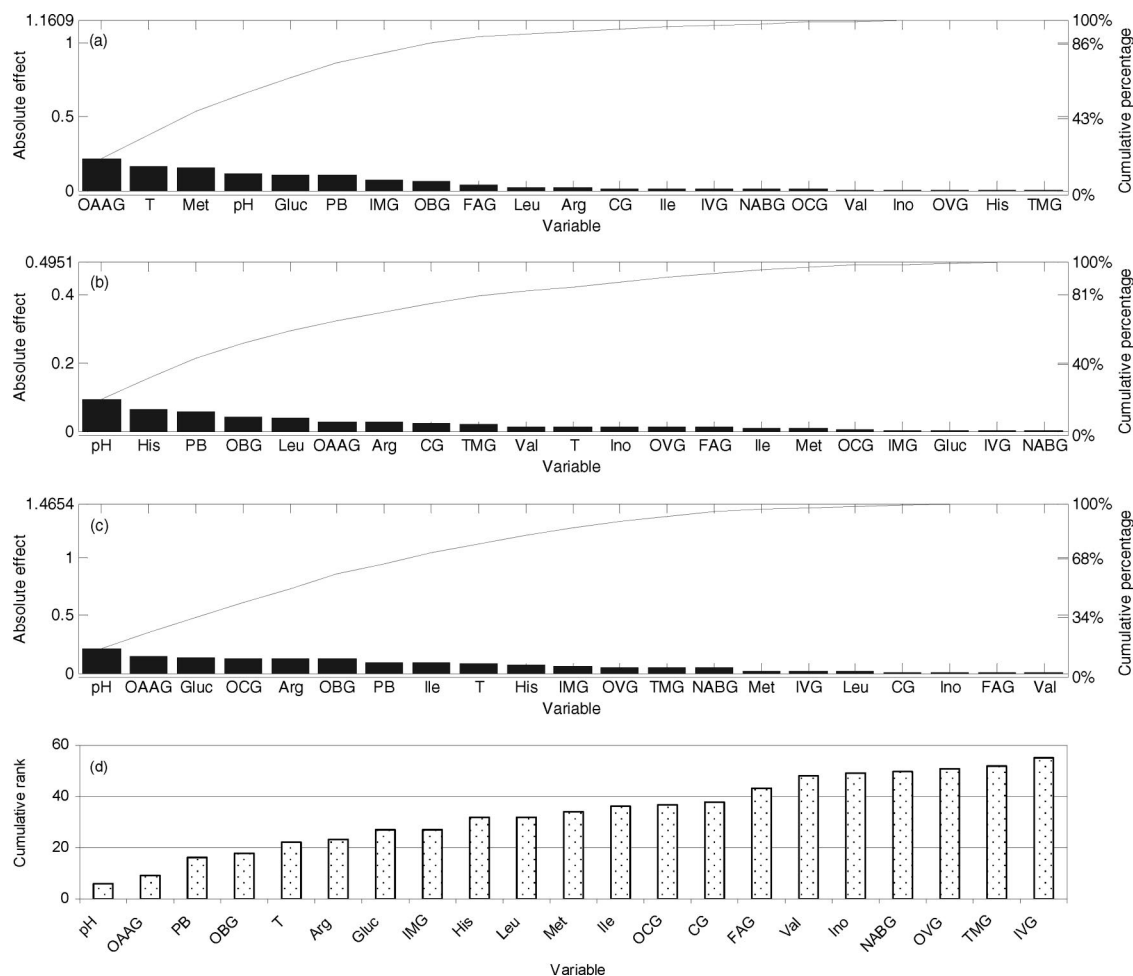 1.1609 (a) 100%
1 86%
Absolute effect
0.5 43%
Cumulative percentage
0 0%
OAAG T Met pH Gluc PB IMG OBG FAG Leu Arg CG Ile IVG NABG OCG Val Ino OVG His TMG
Variable
0.4951 (b) 100%
0.4 81%
Absolute effect
0.2 40%
Cumulative percentage
0 0%
pH His PB OBG Leu OAAG Arg CG TMG Val T Ino OVG FAG Ile Met OCG IMG Gluc IVG NABG
Variable
1.4654 (c) 100%
1 68%
Absolute effect
0.5 34%
Cumulative percentage
0 0%
pH OAAG Gluc OCG Arg OBG PB Ile T His IMG OVG TMG NABG Met IVG Leu CG Ino FAG Val
Variable
60 (d)
40
Cumulative rank
20
0
pH OAAG PB OBG T Arg Gluc IMG His Leu Met Ile OCG CG FAG Val Ino NABG OVG TMG IVG
Variable